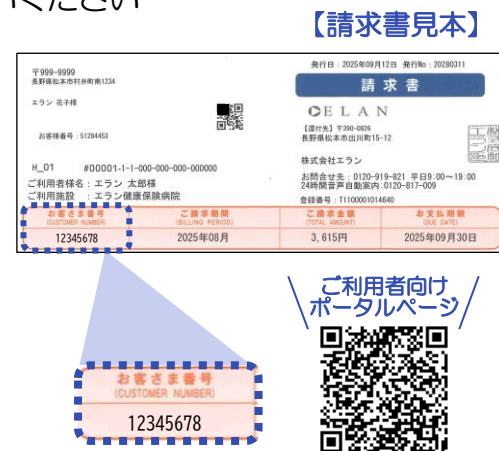 ください
【請求書見本】
発行日：2025年09月12日 発行No：20280311
〒999-9999
長野県松本市村井町南1234
請 求 書
エラン 花子様
ELAN
お客様番号：51284453
【還付先】〒390-0826
長野県松本市出川町15-12
株式会社エラン
H_01 #00001-1-1-000-000-000-000000
お問合せ先：0120-919-821 平日9:00～19:00
24時間音声自動案内：0120-817-009
ご利用者様名：エラン 太郎様
ご利用施設 ：エラン健康保険病院
登録番号：T1100001014640
お客さま番号 ご請求期間 ご請求金額 お支払期限
(CUSTOMER NUMBER) (BILLING PERIOD) (TOTAL AMOUNT) (DUE DATE)
12345678 2025年08月 3,615円 2025年09月30日
ご利用者向け
ポータルページ
お客さま番号
(CUSTOMER NUMBER)
12345678